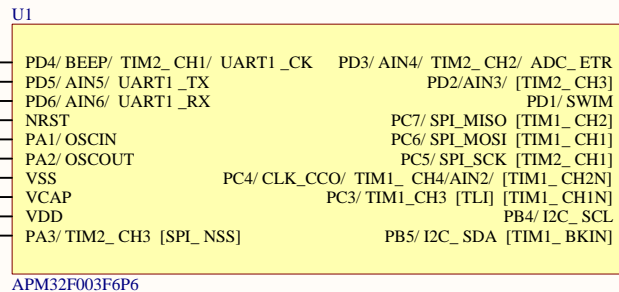 U1
PD4/ BEEP/ TIM2_ CH1/ UART1 _CK PD3/ AIN4/ TIM2_ CH2/ ADC_ ETR
PD5/ AIN5/ UART1 _TX PD2/AIN3/ [TIM2_ CH3]
PD6/ AIN6/ UART1 _RX PD1/ SWIM
NRST PC7/ SPI_MISO [TIM1_ CH2]
PA1/ OSCIN PC6/ SPI_MOSI [TIM1_ CH1]
PA2/ OSCOUT PC5/ SPI_SCK [TIM2_ CH1]
VSS PC4/ CLK_CCO/ TIM1_ CH4/AIN2/ [TIM1_ CH2N]
VCAP PC3/ TIM1_CH3 [TLI] [TIM1_ CH1N]
VDD PB4/ I2C_ SCL
PA3/ TIM2_ CH3 [SPI_ NSS] PB5/ I2C_ SDA [TIM1_ BKIN]
APM32F003F6P6